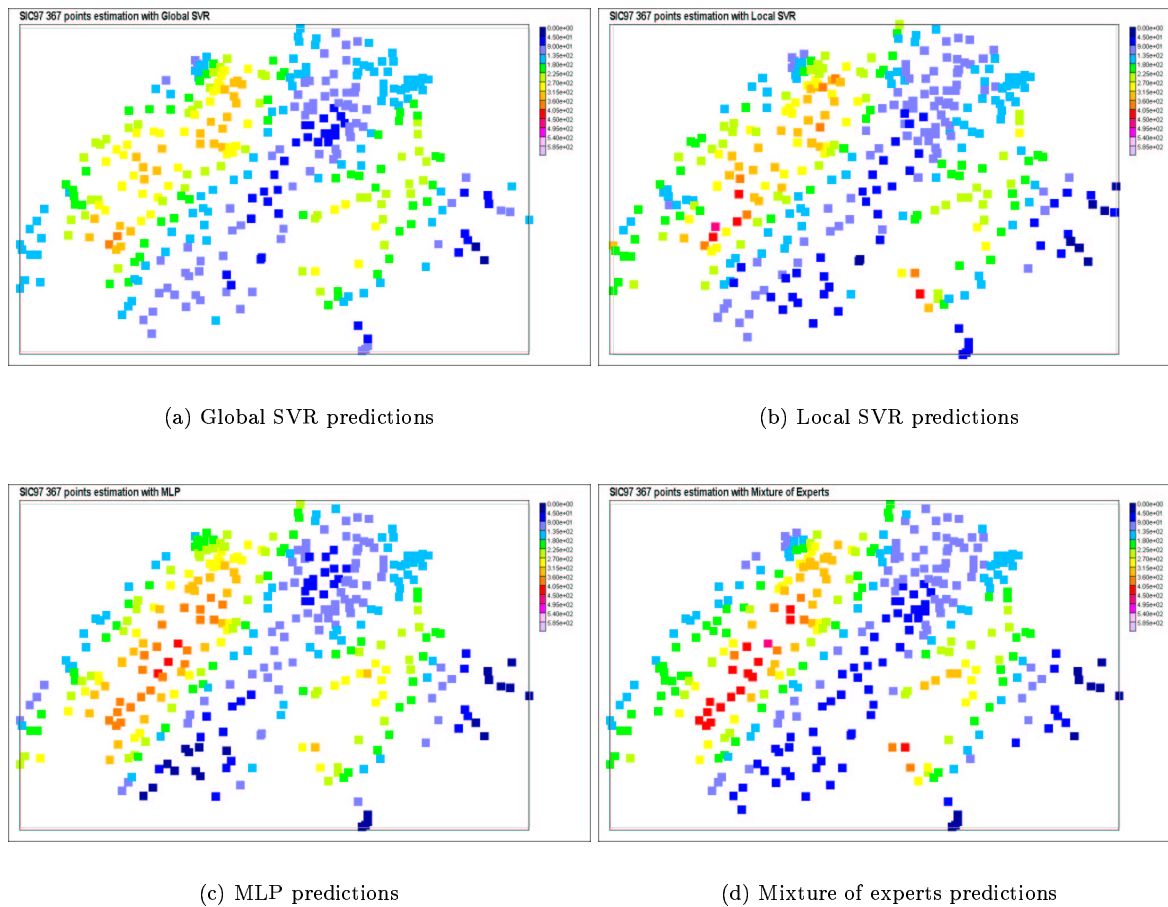 SIC97 367 points estimation with Global SVR
0.00e+00
4.50e+01
9.00e+01
1.35e+02
1.80e+02
2.25e+02
2.70e+02
3.15e+02
3.60e+02
4.05e+02
4.50e+02
4.95e+02
5.40e+02
5.85e+02
SIC97 367 points estimation with Local SVR
0.00e+00
4.50e+01
9.00e+01
1.35e+02
1.80e+02
2.25e+02
2.70e+02
3.15e+02
3.60e+02
4.05e+02
4.50e+02
4.95e+02
5.40e+02
5.85e+02
(a) Global SVR predictions
(b) Local SVR predictions
SIC97 367 points estimation with MLP
0.00e+00
4.50e+01
9.00e+01
1.35e+02
1.80e+02
2.25e+02
2.70e+02
3.15e+02
3.60e+02
4.05e+02
4.50e+02
4.95e+02
5.40e+02
5.85e+02
SIC97 367 points estimation with Mixture of Experts
0.00e+00
4.50e+01
9.00e+01
1.35e+02
1.80e+02
2.25e+02
2.70e+02
3.15e+02
3.60e+02
4.05e+02
4.50e+02
4.95e+02
5.40e+02
5.85e+02
(c) MLP predictions
(d) Mixture of experts predictions